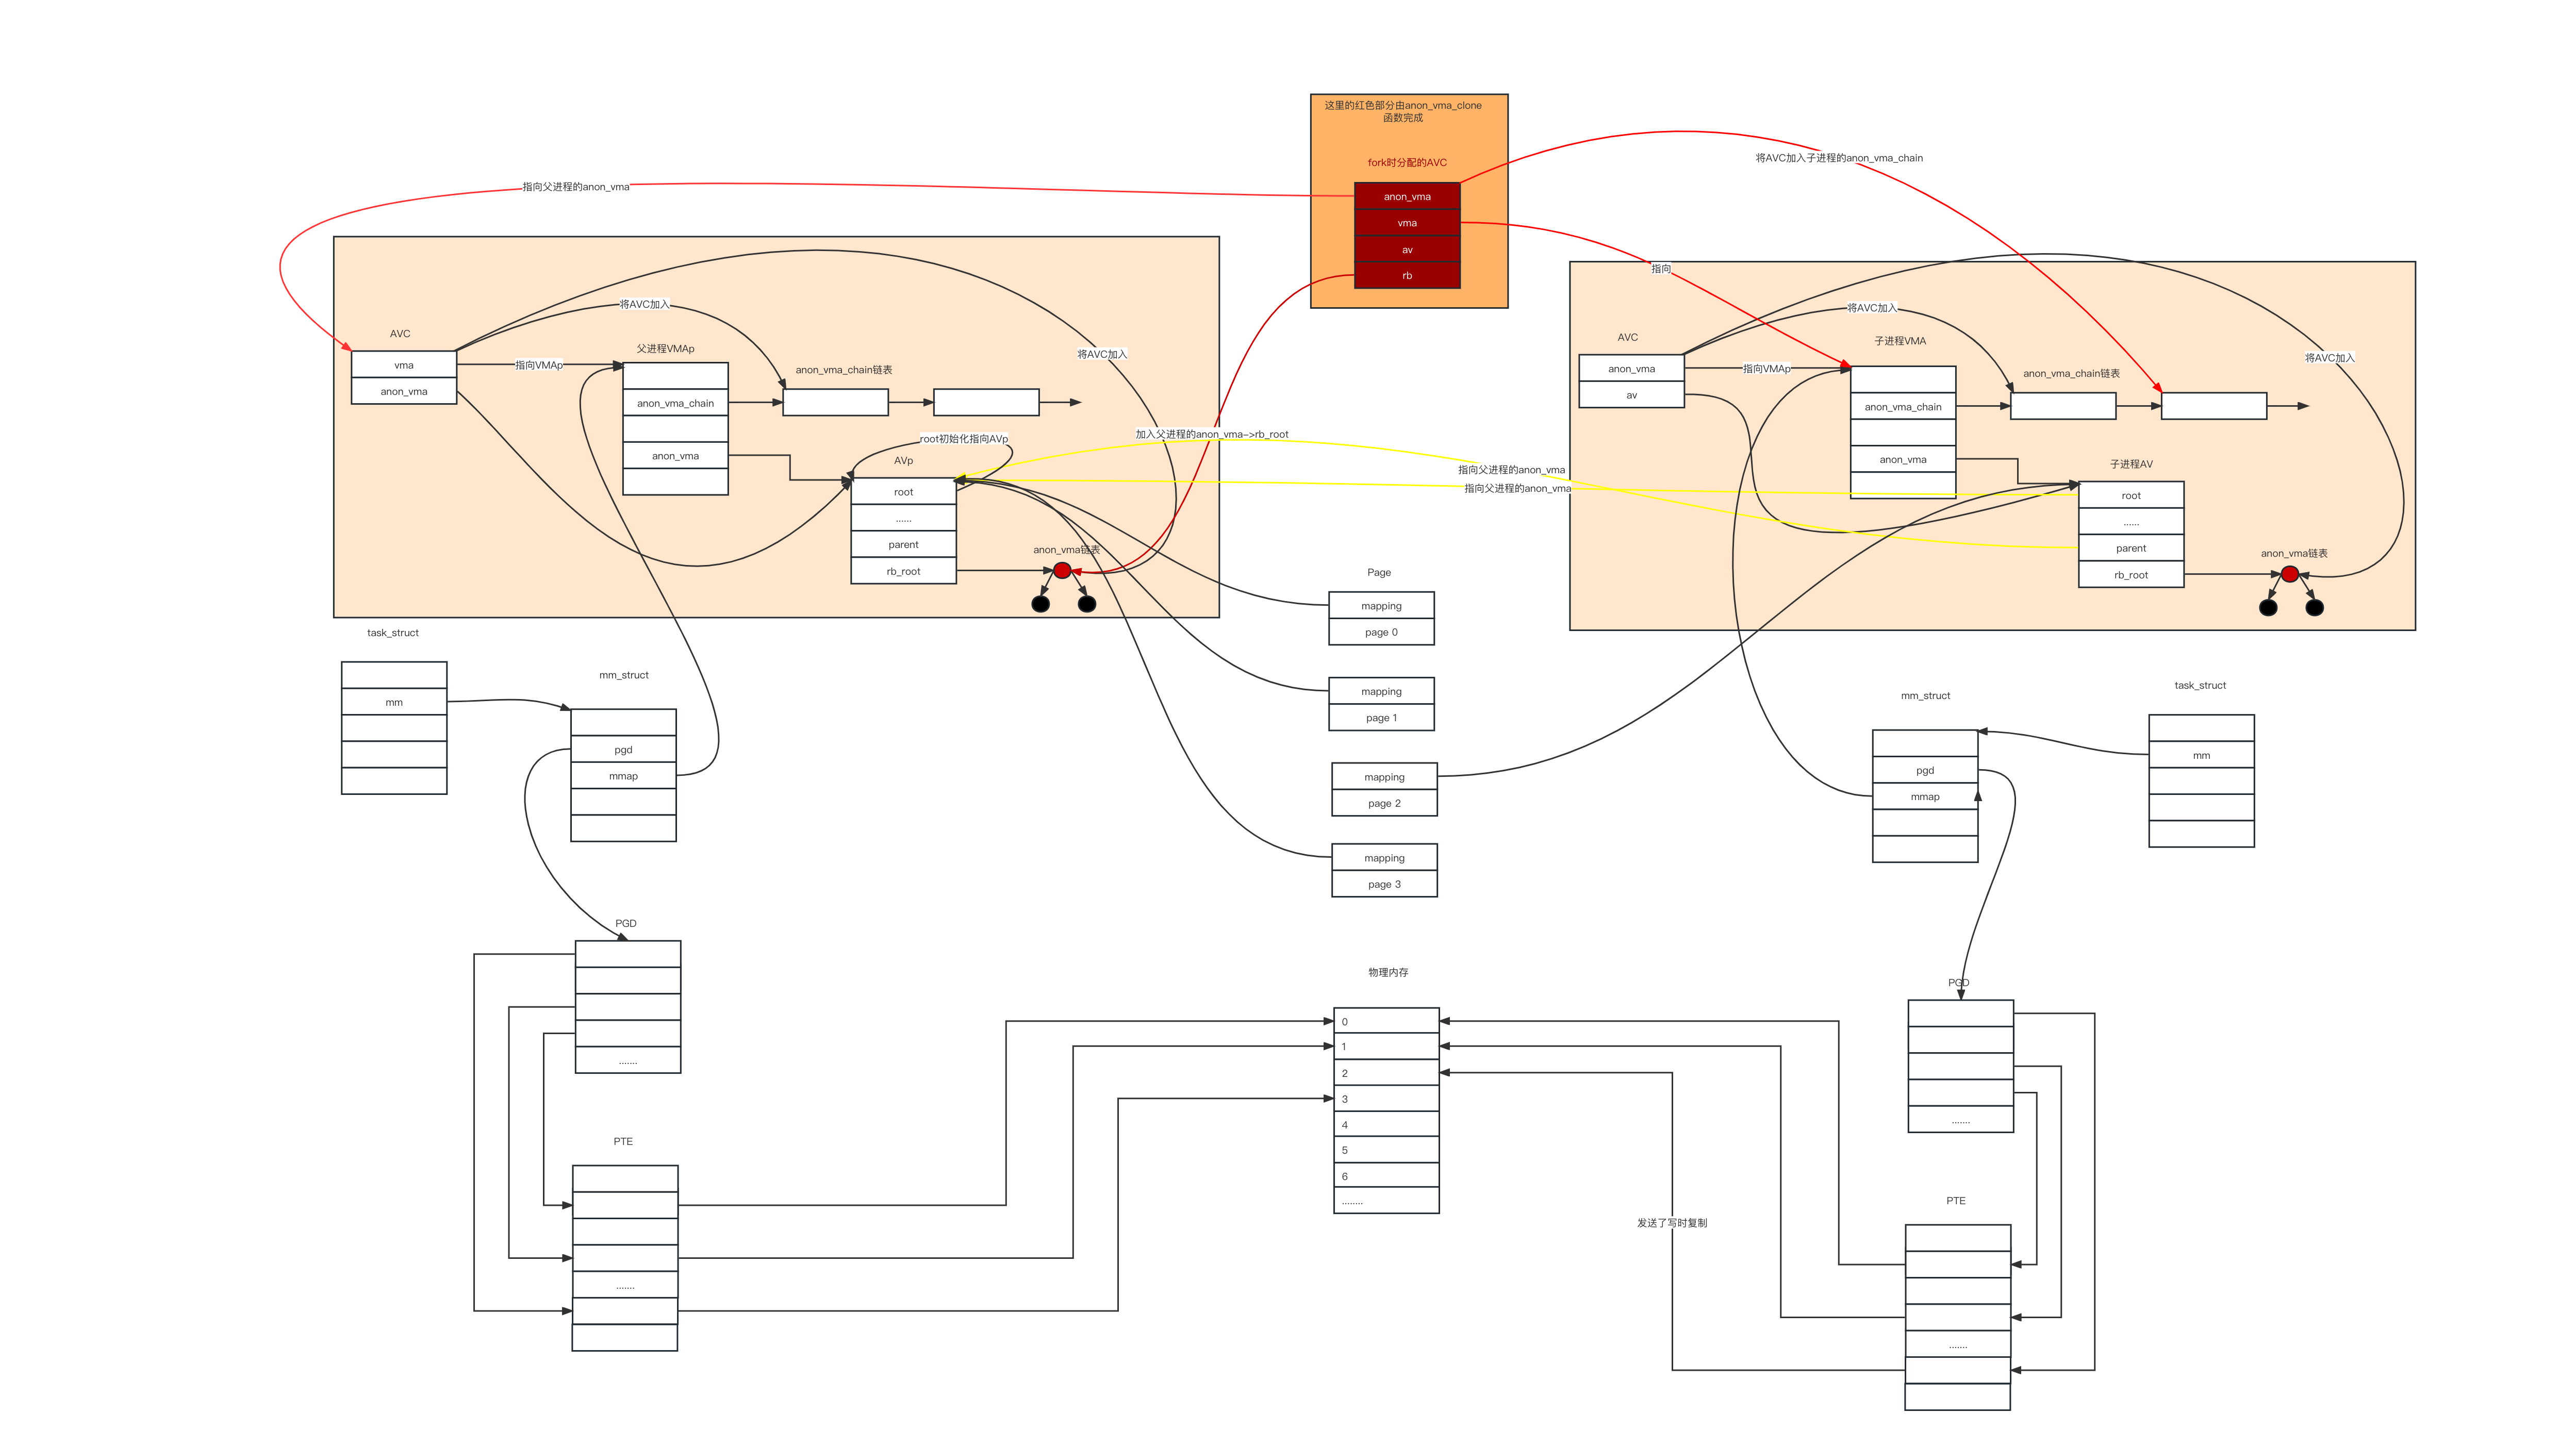 这里的红色部分由anon_vma_clone
函数完成
fork时分配的AVC
anon_vma
vma
av
rb
指向父进程的anon_vma
将AVC加入子进程的anon_vma_chain
指向
加入父进程的anon_vma->rb_root
AVC
vma
anon_vma
将AVC加入
指向VMAp
父进程VMAp
anon_vma_chain
anon_vma
anon_vma_chain链表
将AVC加入
root初始化指向AVp
AVp
root
......
parent
rb_root
anon_vma链表
指向父进程的anon_vma
指向父进程的anon_vma
AVC
anon_vma
av
将AVC加入
指向VMAp
子进程VMA
anon_vma_chain
anon_vma
anon_vma_chain链表
将AVC加入
子进程AV
root
......
parent
rb_root
anon_vma链表
Page
mapping
page 0
mapping
page 1
mapping
page 2
mapping
page 3
task_struct
mm
mm_struct
pgd
mmap
mm_struct
pgd
mmap
task_struct
mm
PGD
.......
PTE
.......
物理内存
0
1
2
3
4
5
6
........
发送了写时复制
PGD
.......
PTE
.......